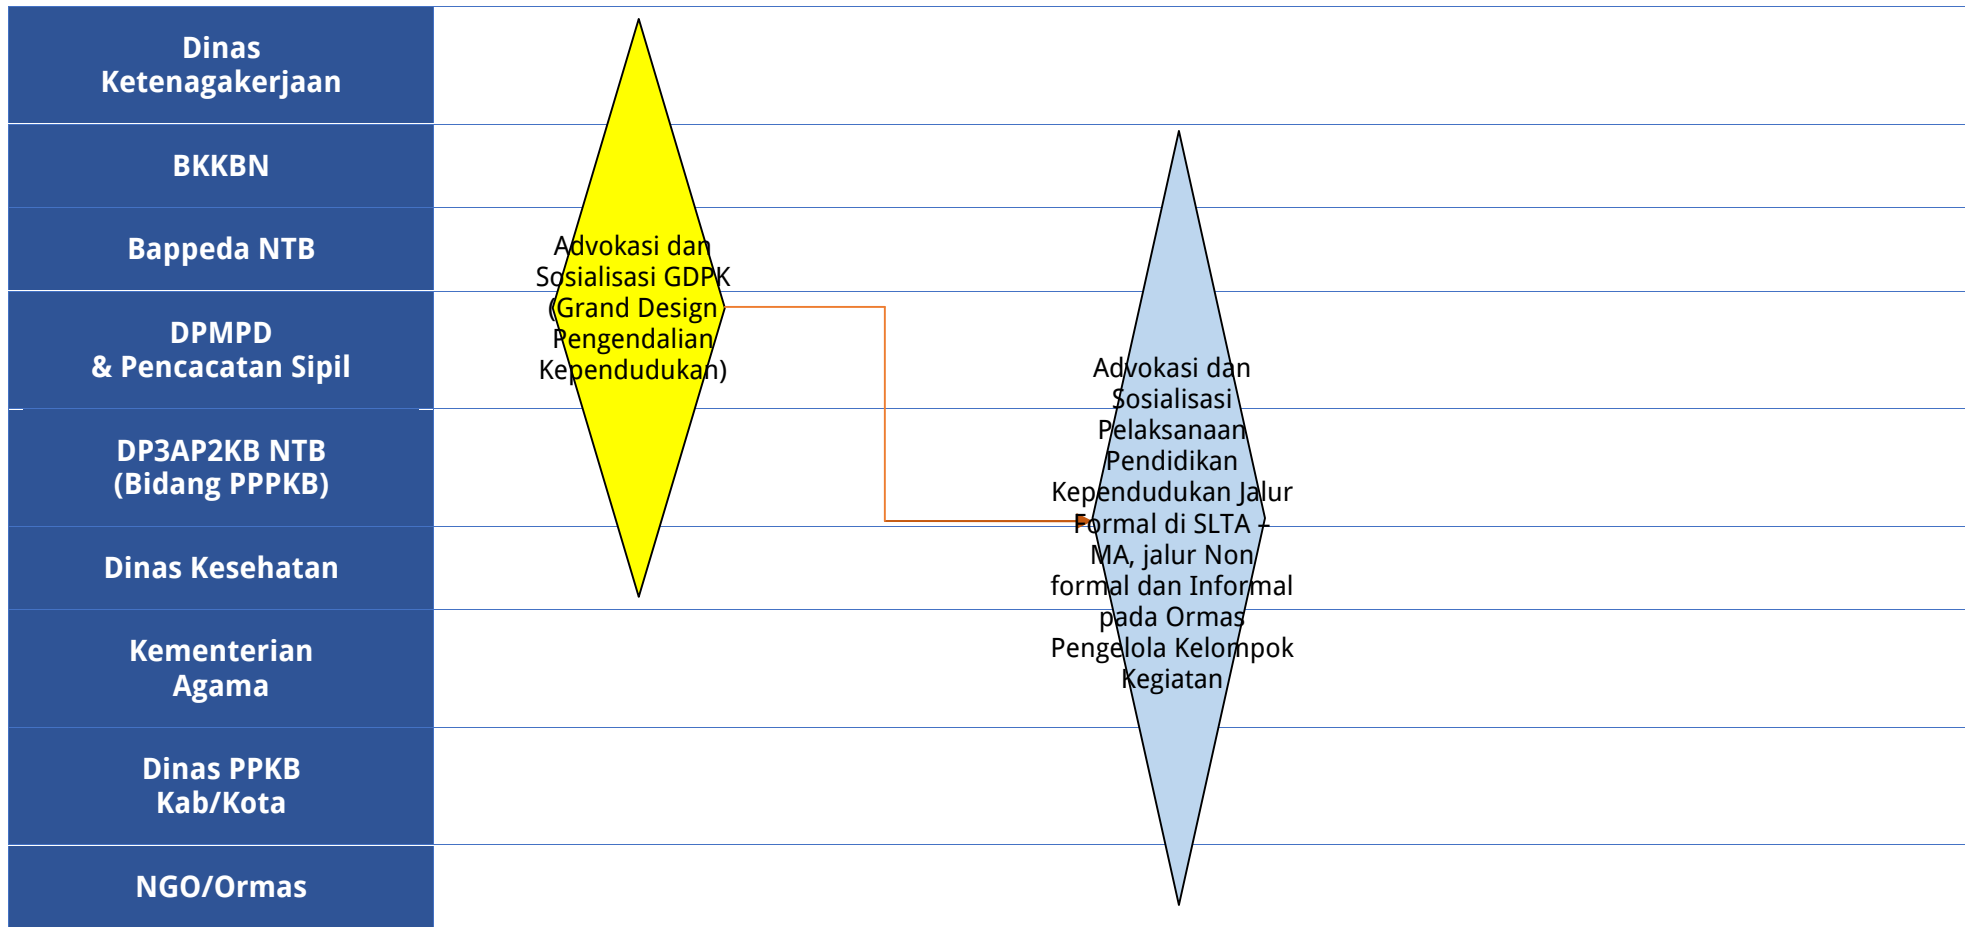 Dinas
Ketenagakerjaan
BKKBN
Bappeda NTB
DPMPD
& Pencacatan Sipil
DP3AP2KB NTB
(Bidang PPPKB)
Dinas Kesehatan
Kementerian
Agama
Dinas PPKB
Kab/Kota
NGO/Ormas
Advokasi dan
Sosialisasi GDPK
(Grand Design
Pengendalian
Kependudukan)
Advokasi dan
Sosialisasi
Pelaksanaan
Pendidikan
Kependudukan Jalur
Formal di SLTA –
MA, jalur Non
formal dan Informal
pada Ormas
Pengelola Kelompok
Kegiatan